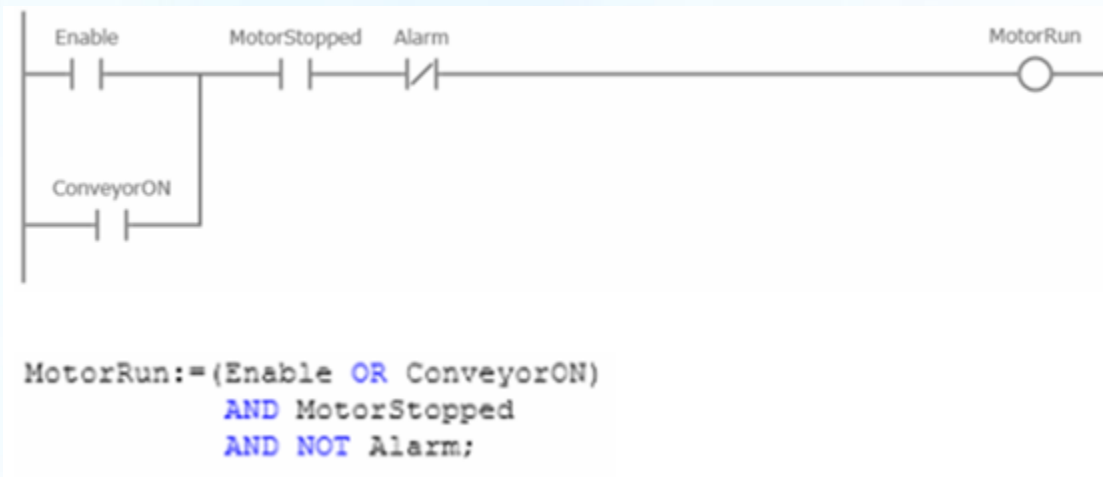 Enable MotorStopped Alarm MotorRun
ConveyorON
MotorRun:=(Enable OR ConveyorON)
AND MotorStopped
AND NOT Alarm;